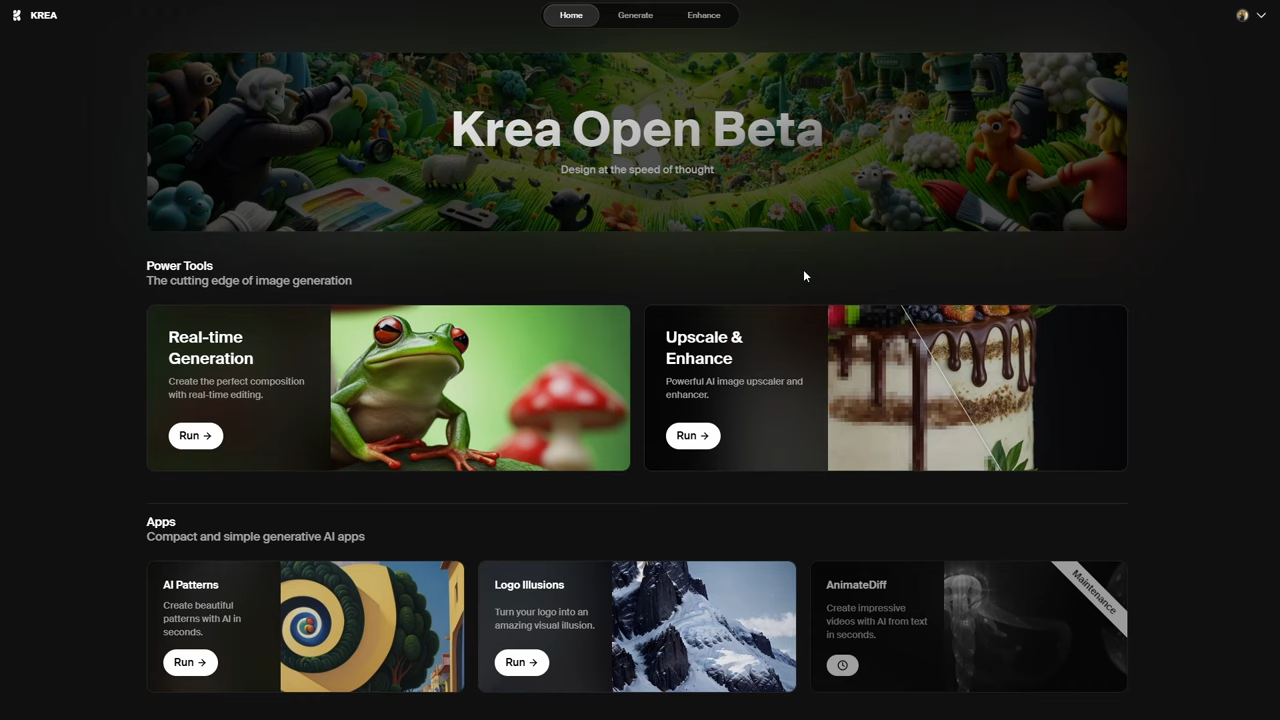 KREA
Home
Generate
Enhance
Krea Open Beta
Design at the speed of thought
Power Tools
The cutting edge of image generation
Real-time
Generation
Create the perfect composition
with real-time editing.
Run →
Upscale &
Enhance
Powerful AI image upscaler and
enhancer.
Run →
Apps
Compact and simple generative AI apps
AI Patterns
Create beautiful
patterns with AI in
seconds.
Run →
Logo Illusions
Turn your logo into an
amazing visual illusion.
Run →
AnimateDiff
Create impressive
videos with AI from text
in seconds.
Maintenance